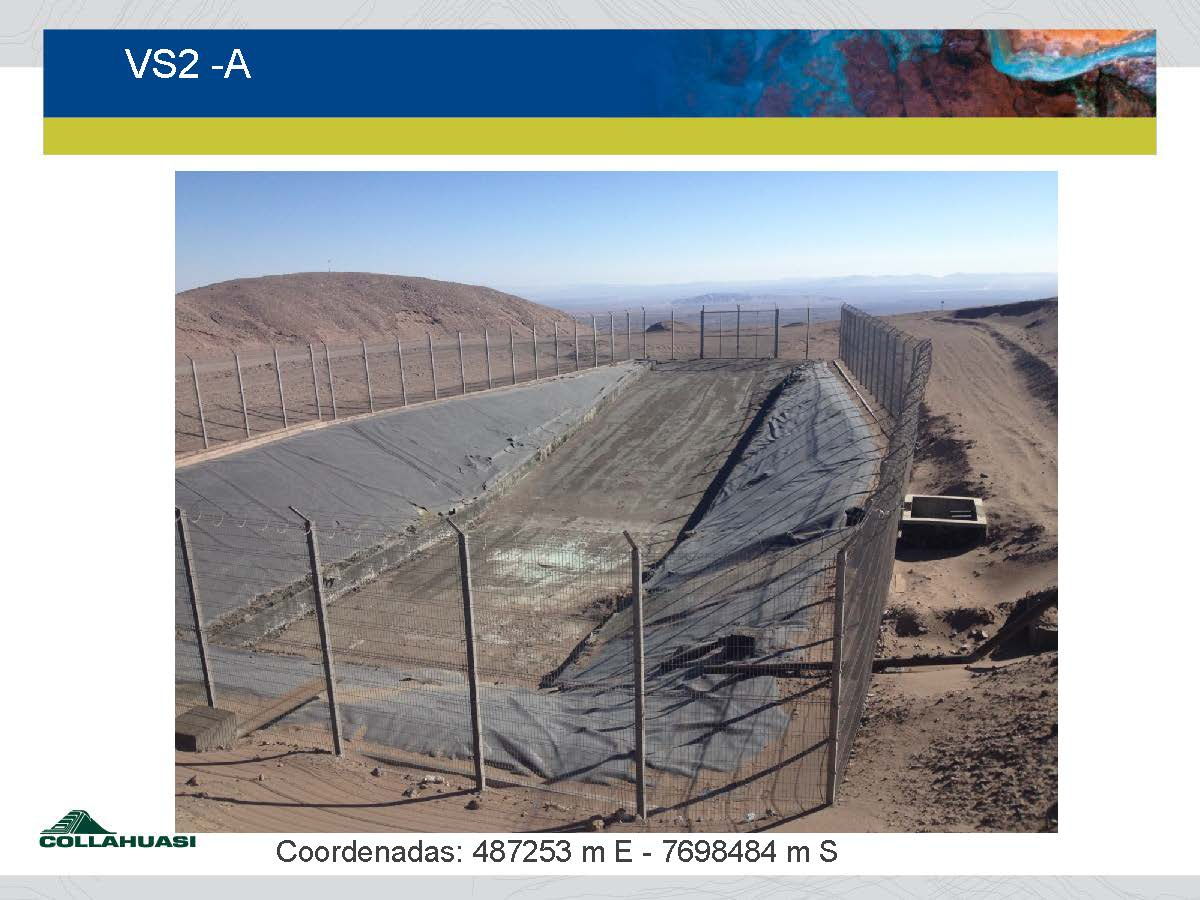 VS2 -A
COLLAHUASI
Coordenadas: 487253 m E - 7698484 m S